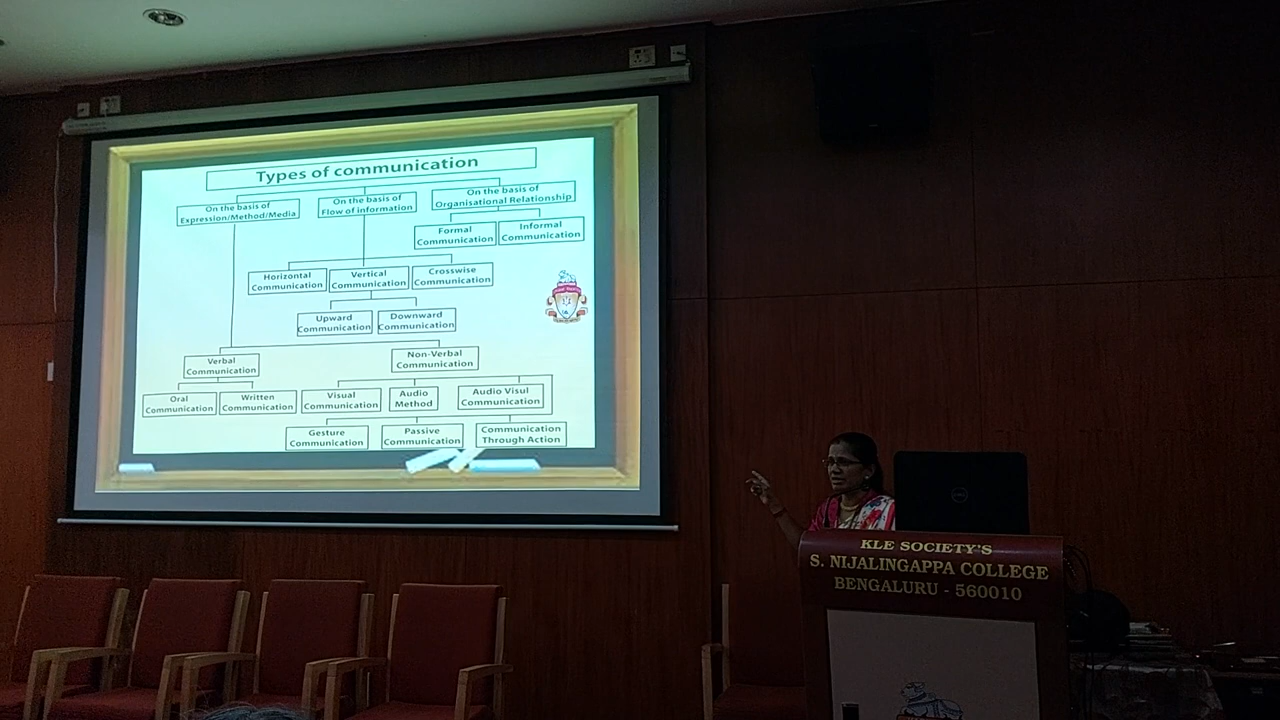 Types of communication
On the basis of
Expression/Method/Media
On the basis of
Flow of information
On the basis of
Organisational Relationship
Formal
Communication
Informal
Communication
Horizontal
Communication
Vertical
Communication
Crosswise
Communication
Upward
Communication
Downward
Communication
Verbal
Communication
Non-Verbal
Communication
Oral
Communication
Written
Communication
Visual
Communication
Audio
Method
Audio Visul
Communication
Gesture
Communication
Passive
Communication
Communication
Through Action
KLE SOCIETY'S
S. NIJALINGAPPA COLLEGE
BENGALURU - 560010
DELL